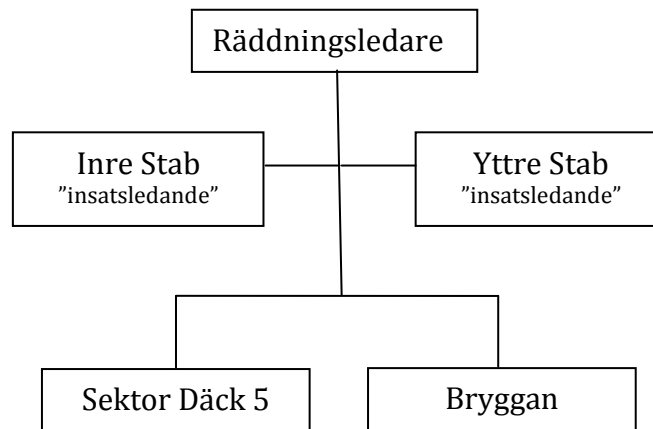 Räddningsledare
Inre Stab
”insatsledande”
Yttre Stab
”insatsledande”
Sektor Däck 5
Bryggan